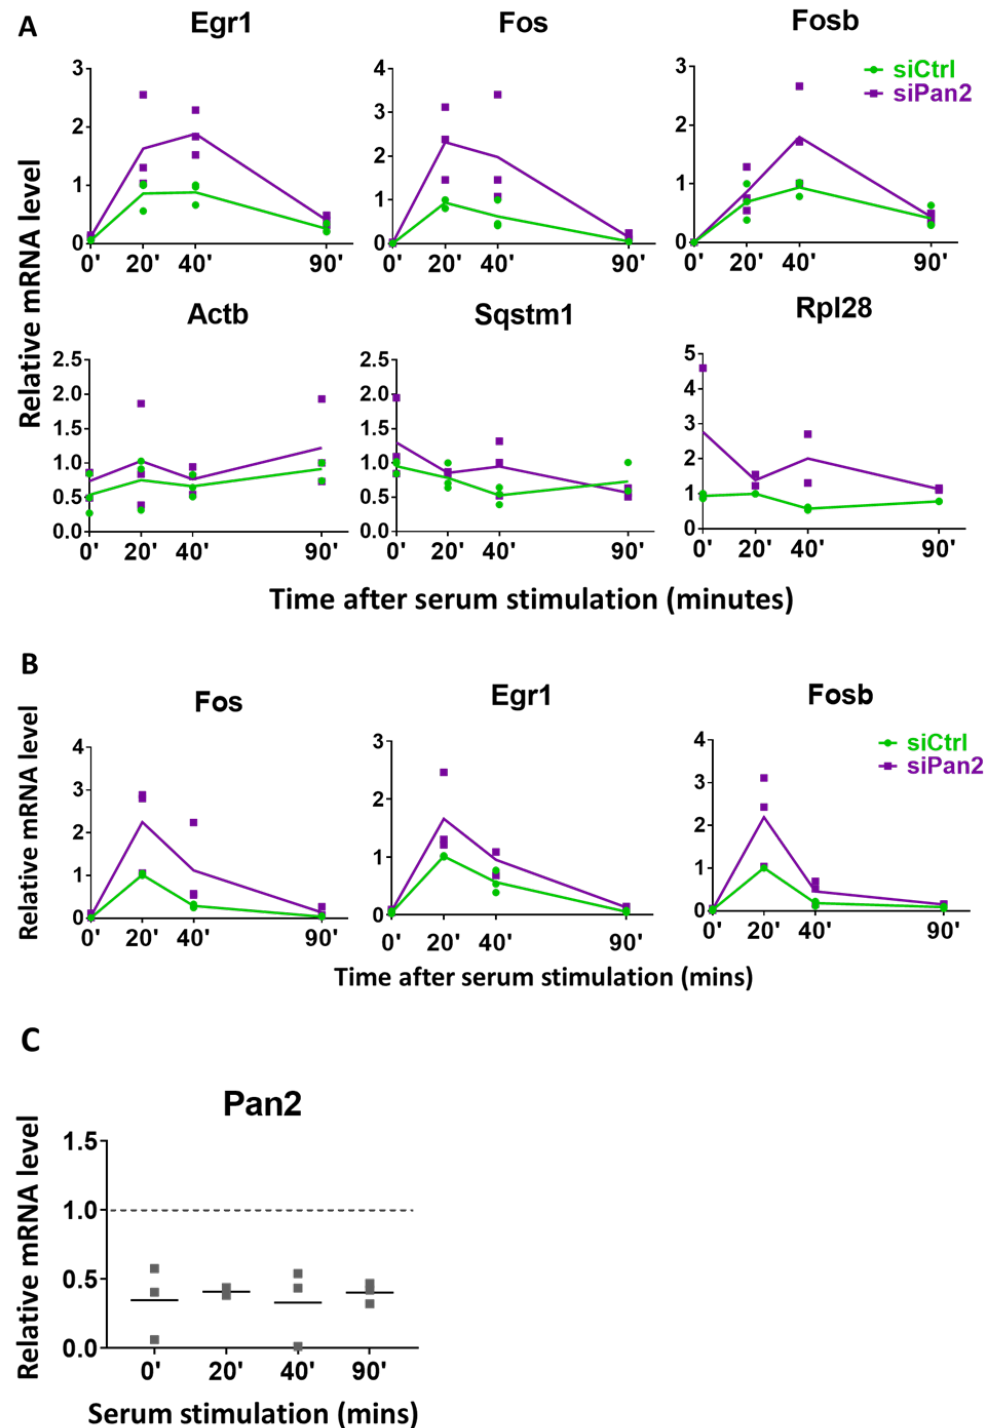 A
Egr1
Fos
Fosb
siCtrl
siPan2
Relative mRNA level
3
2
1
0
0' 20' 40' 90'
4
3
2
1
0
0' 20' 40' 90'
3
2
1
0
0' 20' 40' 90'
Actb
Sqstm1
Rpl28
2.5
2.0
1.5
1.0
0.5
0.0
0' 20' 40' 90'
2.5
2.0
1.5
1.0
0.5
0.0
0' 20' 40' 90'
5
4
3
2
1
0
0' 20' 40' 90'
Time after serum stimulation (minutes)
B
Fos
Egr1
Fosb
siCtrl
siPan2
Relative mRNA level
4
3
2
1
0
0' 20' 40' 90'
3
2
1
0
0' 20' 40' 90'
4
3
2
1
0
0' 20' 40' 90'
Time after serum stimulation (mins)
C
Pan2
Relative mRNA level
1.5
1.0
0.5
0.0
0' 20' 40' 90'
Serum stimulation (mins)